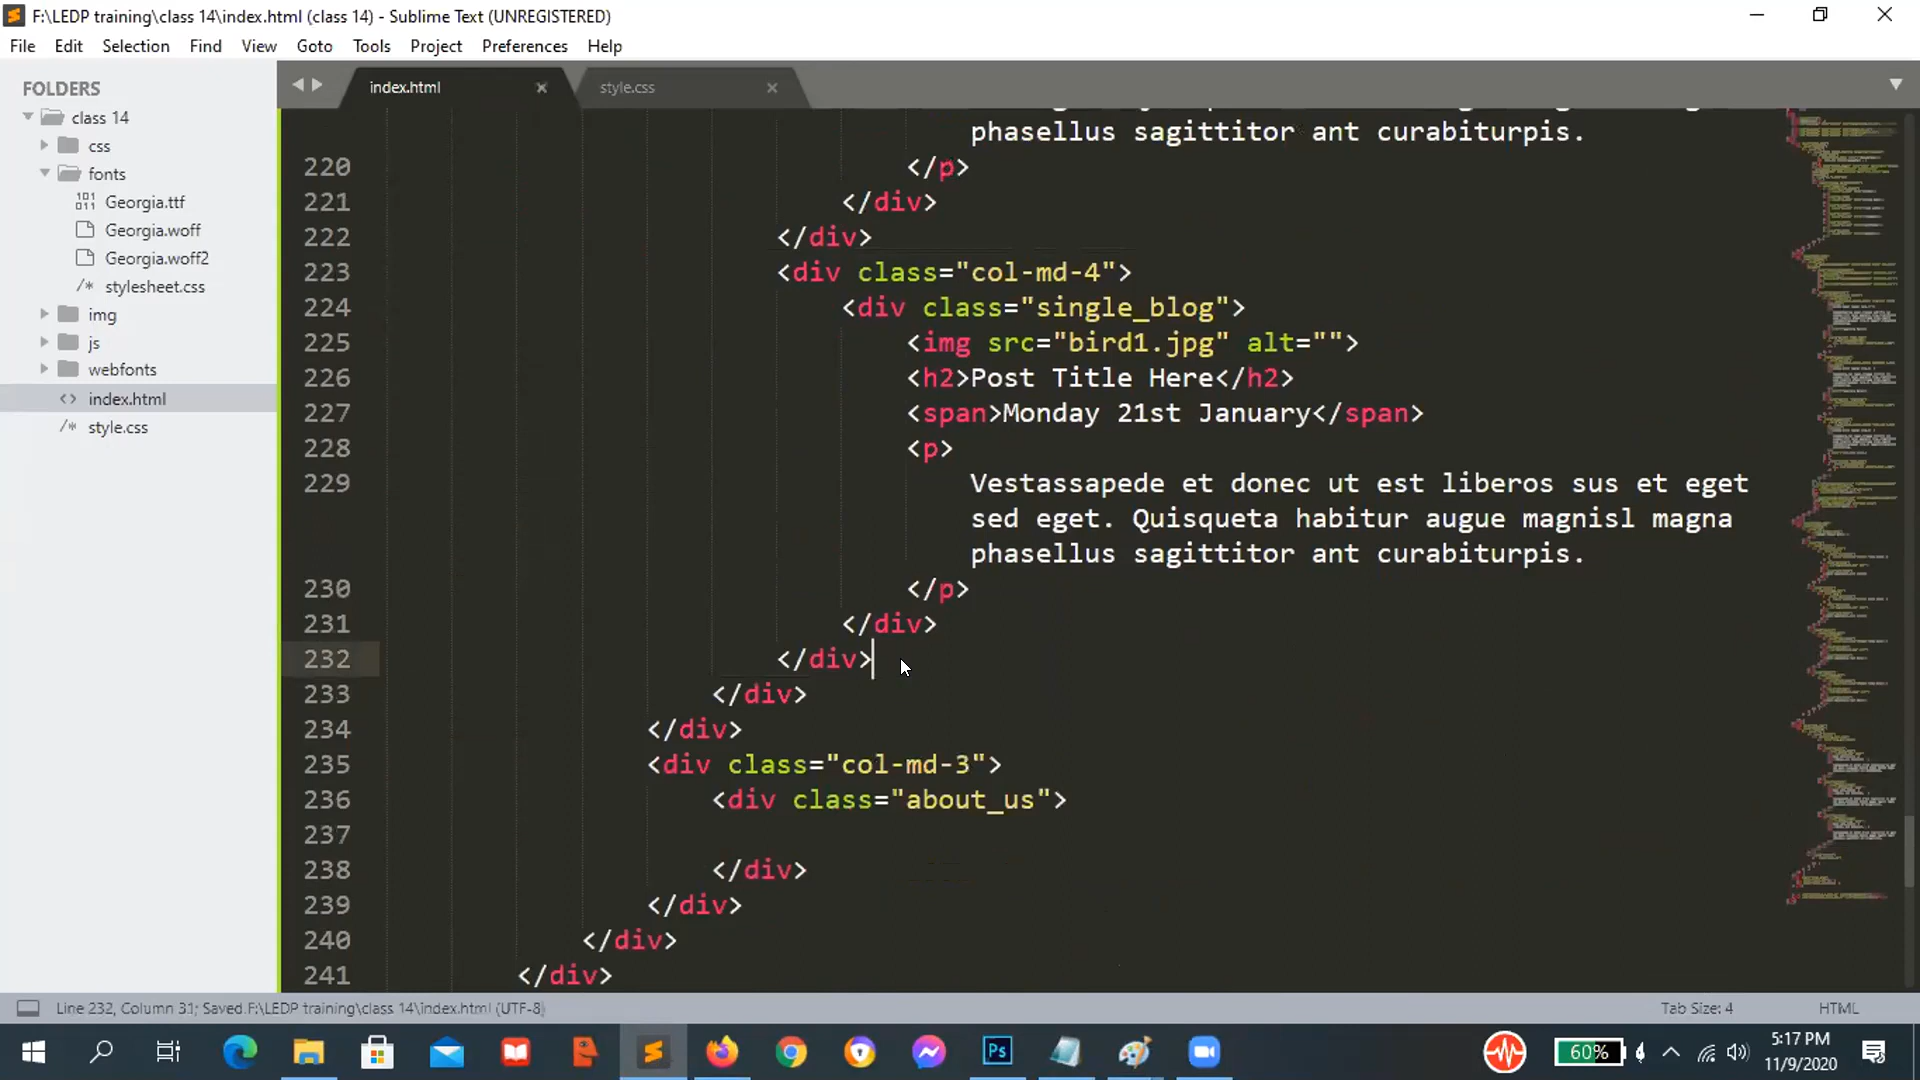 F:\LEDP training\class 14\index.html (class 14) - Sublime Text (UNREGISTERED)
File Edit Selection Find View Goto Tools Project Preferences Help
FOLDERS
class 14
css
fonts
Georgia.ttf
Georgia.woff
Georgia.woff2
stylesheet.css
img
js
webfonts
index.html
style.css
index.html style.css
phasellus sagittitor ant curabiturpis.
220 </p>
221 </div>
222 </div>
223 <div class="col-md-4">
224 <div class="single_blog">
225 <img src="bird1.jpg" alt="">
226 <h2>Post Title Here</h2>
227 <span>Monday 21st January</span>
228 <p>
229 Vestassapede et donec ut est liberos sus et eget
sed eget. Quisqueta habitur augue magnisl magna
phasellus sagittitor ant curabiturpis.
230 </p>
231 </div>
232 </div>
233 </div>
234 </div>
235 <div class="col-md-3">
236 <div class="about_us">
237
238 </div>
239 </div>
240 </div>
241 </div>
Line 232, Column 31; Saved F:\LEDP training\class 14\index.html (UTF-8) Tab Size: 4 HTML
Ps 60% 5:17 PM
11/9/2020